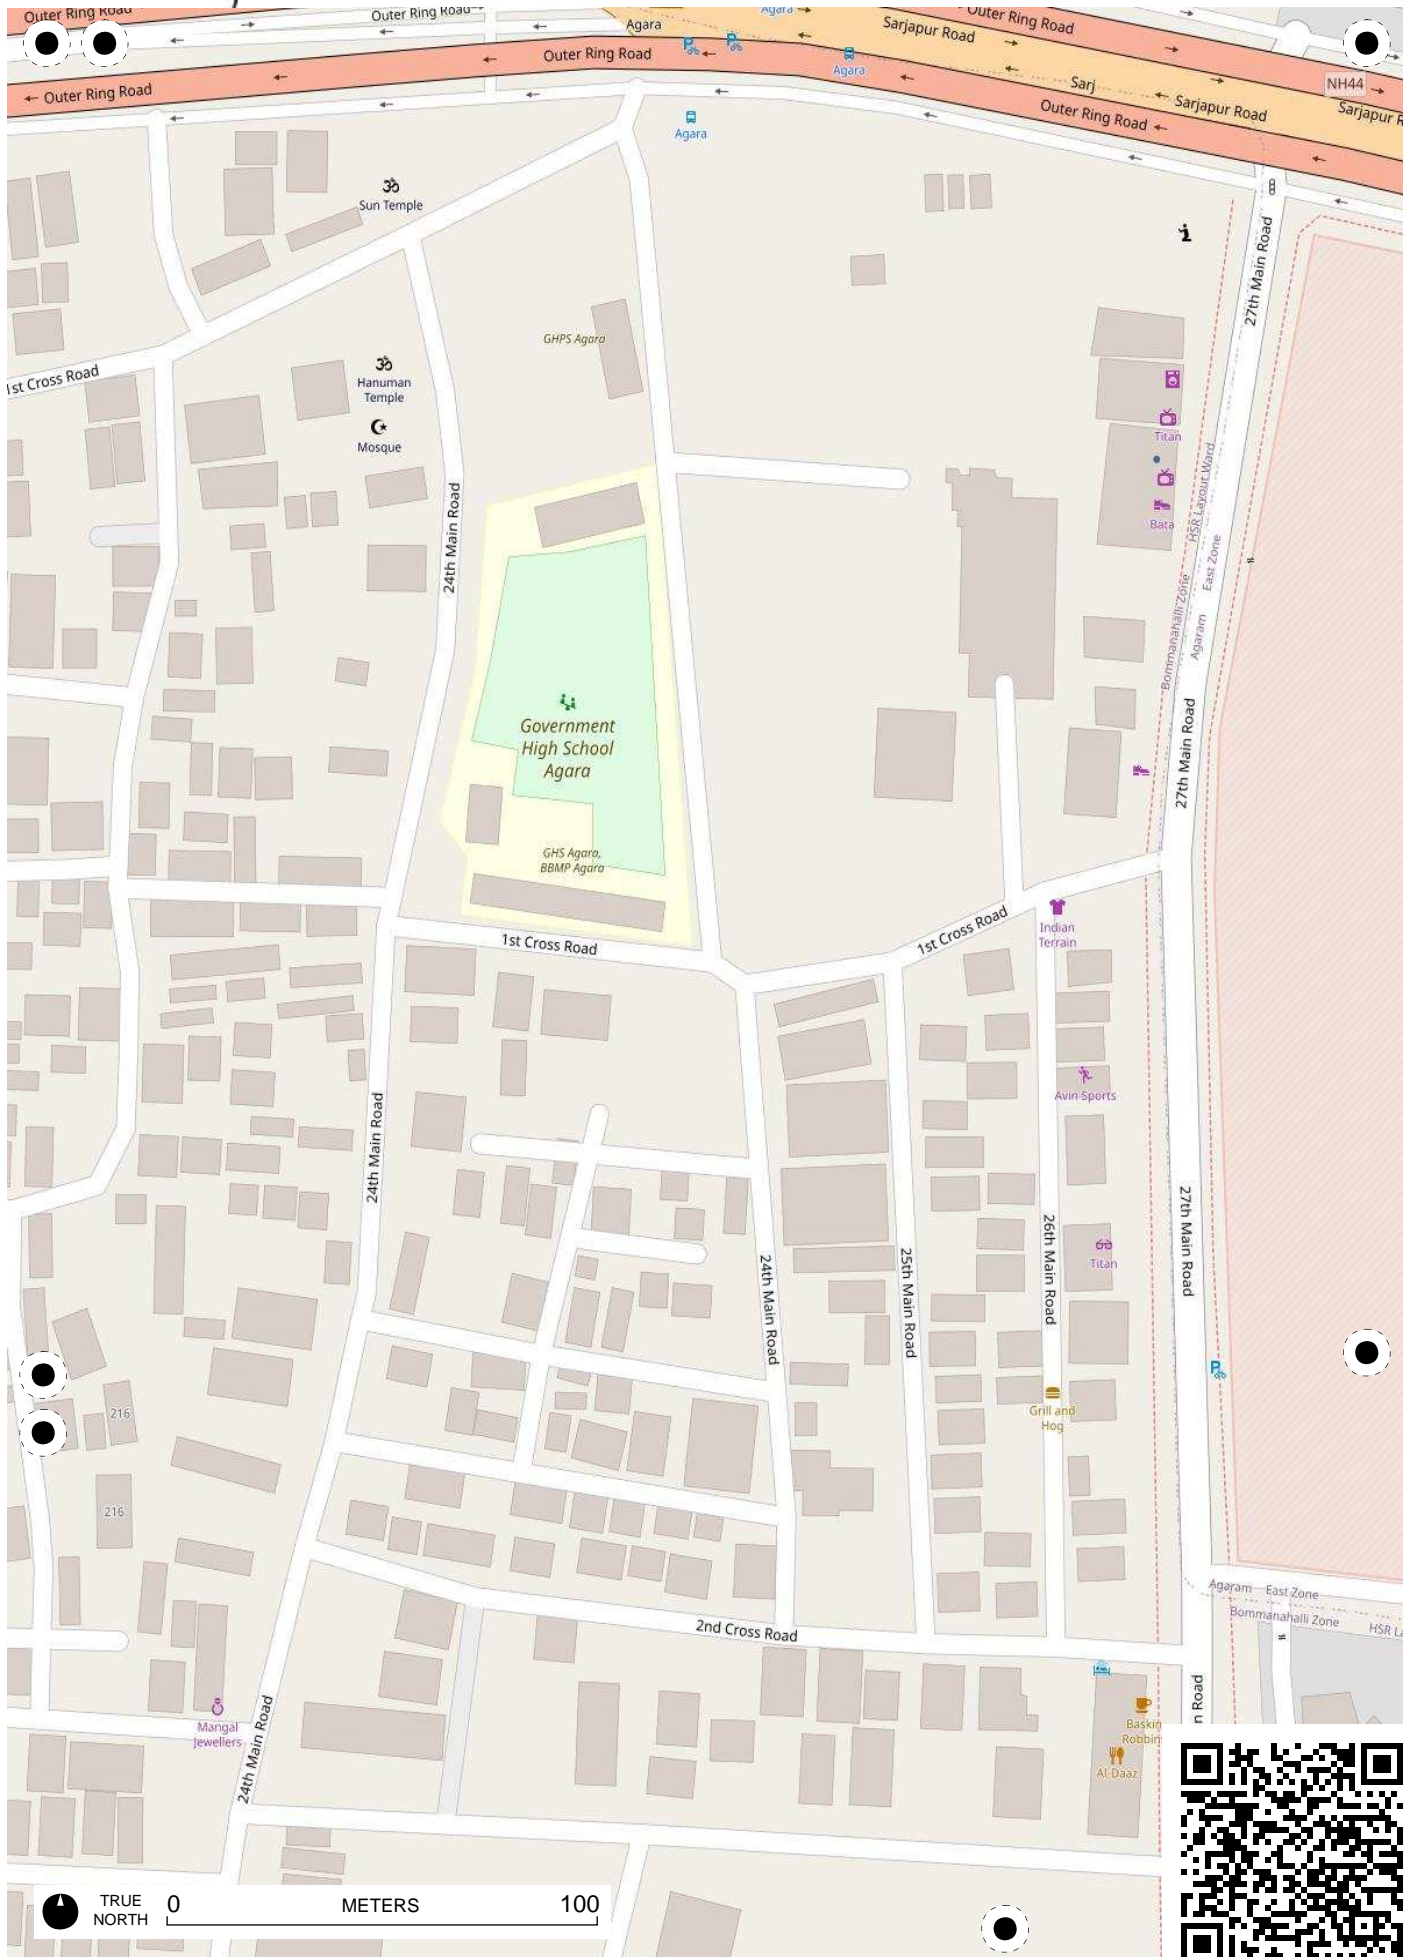 Outer Ring Road
Outer Ring Road
Agara
Agara
Sarjapur Road
Outer Ring Road
Outer Ring Road
Outer Ring Road
Agara
Sarj
Sarjapur Road
NH44
Sarjapur R
Outer Ring Road
Agara
Sun Temple
27th Main Road
GHPS Agara
1st Cross Road
Hanuman
Temple
Mosque
Titan
Bata
24th Main Road
HSR Layout Ward
Bommanahalli Zone
Agaram
East Zone
Government
High School
Agara
27th Main Road
GHS Agara,
BBMP Agara
1st Cross Road
1st Cross Road
Indian
Terrain
24th Main Road
Avin Sports
24th Main Road
25th Main Road
26th Main Road
27th Main Road
Titan
216
Grill and
Hog
216
Agaram
East Zone
Bommanahalli Zone
HSR La
2nd Cross Road
Mangal
Jewellers
24th Main Road
n Road
Baskin
Robbin
Al-Daaz
TRUE
NORTH
0
METERS
100